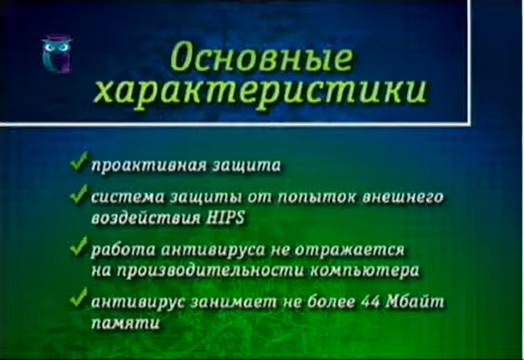 Основные
характеристики
проактивная защита
система защиты от попыток внешнего
воздействия HIPS
работа антивируса не отражается
на производительности компьютера
антивирус занимает не более 44 Мбайт
памяти